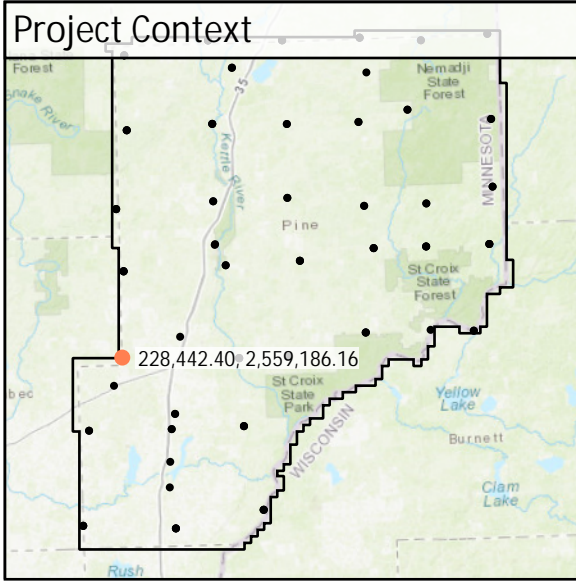 Project Context
Forest
Nemadji
State
Forest
Snake River
35
Kettle
River
MINNESOTA
Pine
St Croix
State
Forest
228,442.40, 2,559,186.16
bec
St Croix
State
Park
Yellow
Lake
WISCONSIN
Burnett
Clam
Lake
Rush